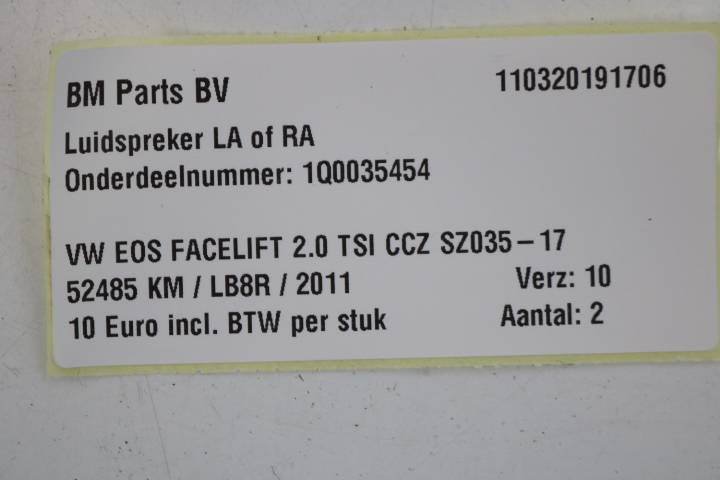 BM Parts BV 110320191706
Luidspreker LA of RA
Onderdeelnummer: 1Q0035454
VW EOS FACELIFT 2.0 TSI CCZ SZ035-17
52485 KM / LB8R / 2011 Verz: 10
10 Euro incl. BTW per stuk Aantal: 2